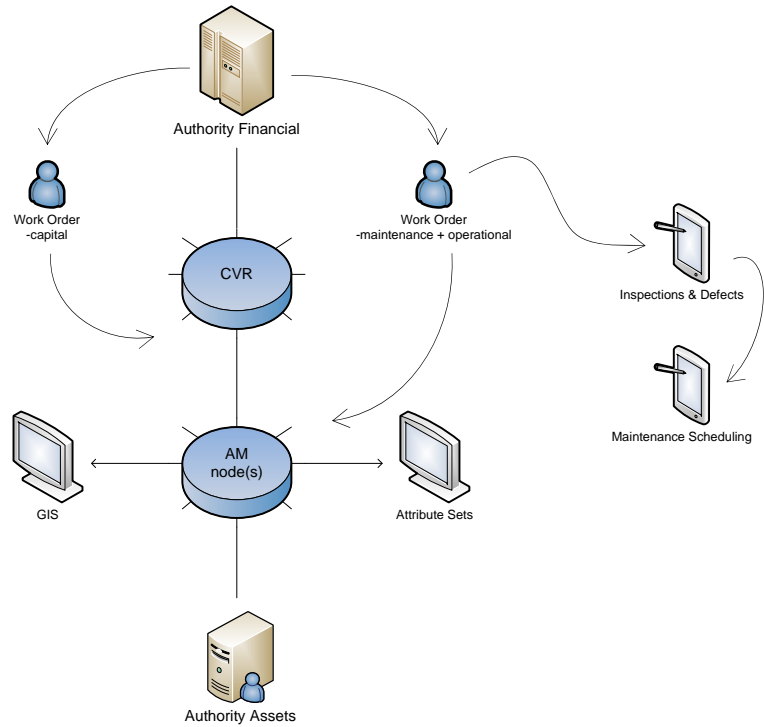 Authority Financial
Work Order
-capital
Work Order
-maintenance + operational
CVR
Inspections & Defects
Maintenance Scheduling
AM
node(s)
GIS
Attribute Sets
Authority Assets